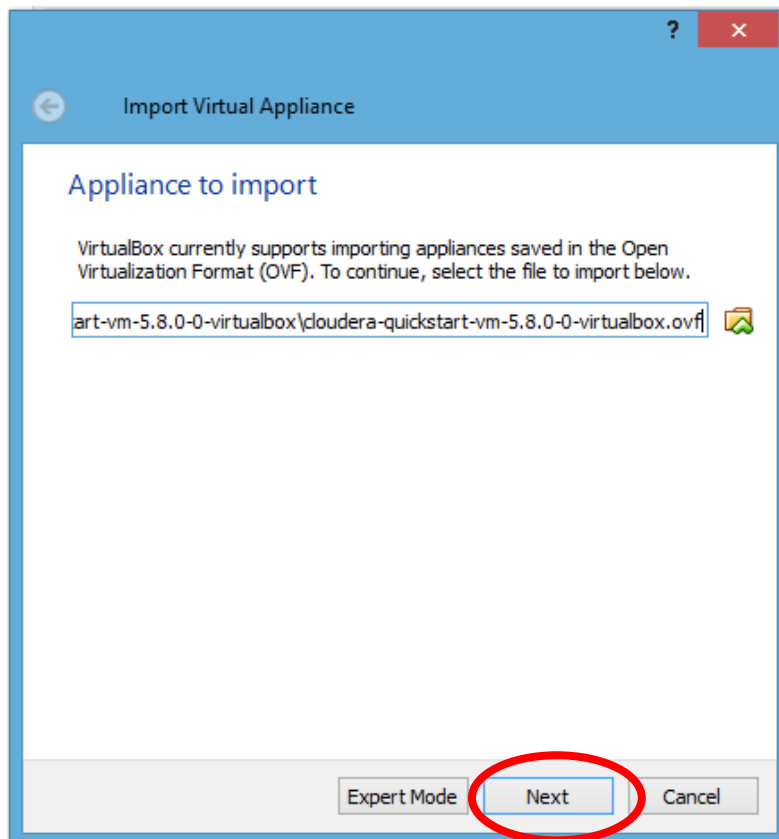 ?
Import Virtual Appliance
Appliance to import
VirtualBox currently supports importing appliances saved in the Open
Virtualization Format (OVF). To continue, select the file to import below.
art-vm-5.8.0-0-virtualbox\cloudera-quickstart-vm-5.8.0-0-virtualbox.ovf
Expert Mode Next Cancel